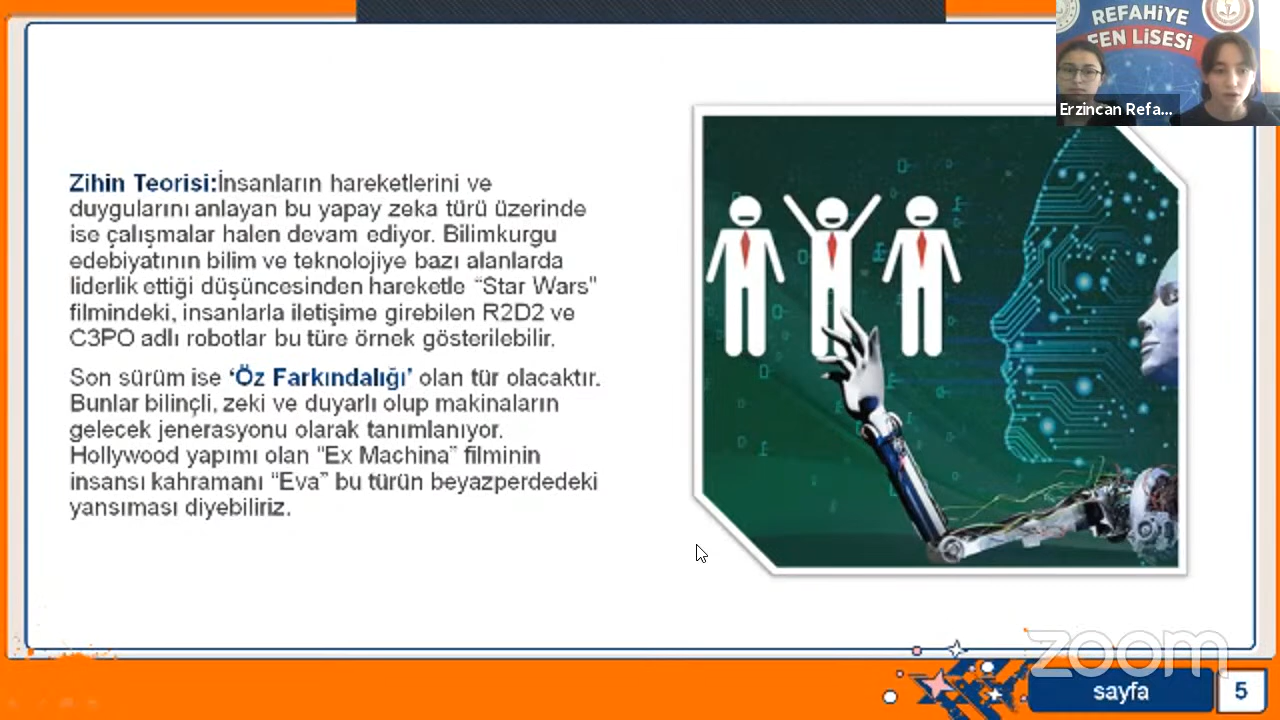 REFAHİYE
FEN LİSESİ
Erzincan Refa...
Zihin Teorisi:İnsanların hareketlerini ve
duygularını anlayan bu yapay zeka türü üzerinde
ise çalışmalar halen devam ediyor. Bilimkurgu
edebiyatının bilim ve teknolojiye bazı alanlarda
liderlik ettiği düşüncesinden hareketle “Star Wars”
filmindeki, insanlarla iletişime girebilen R2D2 ve
C3PO adlı robotlar bu türe örnek gösterilebilir.
Son sürüm ise ‘Öz Farkındalığı’ olan tür olacaktır.
Bunlar bilinçli, zeki ve duyarlı olup makinaların
gelecek jenerasyonu olarak tanımlanıyor.
Hollywood yapımı olan “Ex Machina” filminin
insansı kahramanı “Eva” bu türün beyazperdedeki
yansıması diyebiliriz.
zoom
sayfa 5